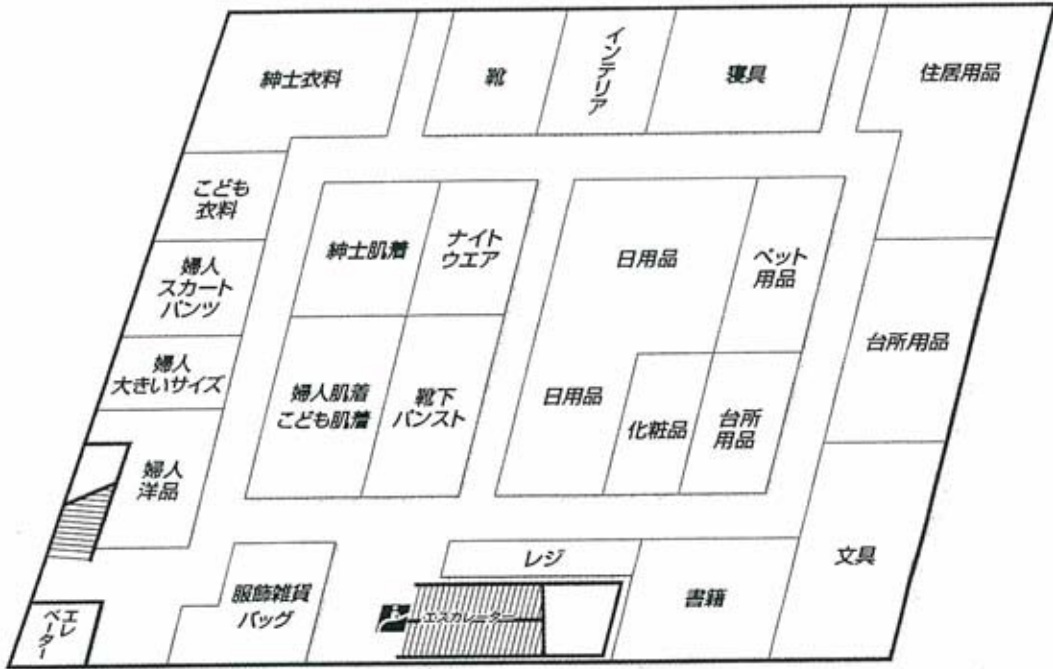 紳士衣料
靴
インテリア
寝具
住居用品
こども
衣料
紳士肌着
ナイト
ウエア
日用品
ペット
用品
婦人
スカート
パンツ
台所用品
婦人
大きいサイズ
婦人肌着
こども肌着
靴下
パンスト
日用品
化粧品
台所
用品
婦人
洋品
レジ
文具
服飾雑貨
バッグ
エスカレーター
書籍
エレ
ベーター